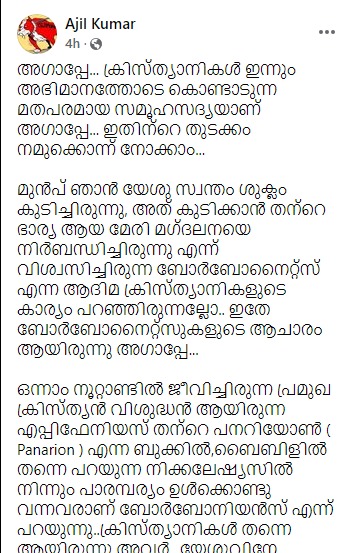 Ajil Kumar
4h ·
അഗാപ്പേ... ക്രിസ്ത്യാനികൾ ഇന്നും
അഭിമാനത്തോടെ കൊണ്ടാടുന്ന
മതപരമായ സമൂഹസദ്യയാണ്
അഗാപ്പേ... ഇതിന്റെ തുടക്കം
നമുക്കൊന്ന് നോക്കാം...
മുൻപ് ഞാൻ യേശു സ്വന്തം ശുക്ലം
കുടിച്ചിരുന്നു, അത് കുടിക്കാൻ തന്റെ
ഭാര്യ ആയ മേരി മഗ്ദലനയെ
നിർബന്ധിച്ചിരുന്നു എന്ന്
വിശ്വസിച്ചിരുന്ന ബോർബോനൈറ്റ്സ്
എന്ന ആദിമ ക്രിസ്ത്യാനികളുടെ
കാര്യം പറഞ്ഞിരുന്നല്ലോ.. ഇതേ
ബോർബോനൈറ്റ്സുകളുടെ ആചാരം
ആയിരുന്നു അഗാപ്പേ...
ഒന്നാം നൂറ്റാണ്ടിൽ ജീവിച്ചിരുന്ന പ്രമുഖ
ക്രിസ്ത്യൻ വിശുദ്ധൻ ആയിരുന്ന
എപ്പിഫേനിയസ് തന്റെ പനറിയോൺ (
Panarion ) എന്ന ബുക്കിൽ,ബൈബിളിൽ
തന്നെ പറയുന്ന നിക്കലേഷ്യസിൽ
നിന്നും പാരമ്പര്യം ഉൾക്കൊണ്ടു
വന്നവരാണ് ബോർബോനിയൻസ് എന്ന്
പറയുന്നു..ക്രിസ്ത്യാനികൾ തന്നെ
ആയിരുന്നു അവർ.. യേശുവിനെ